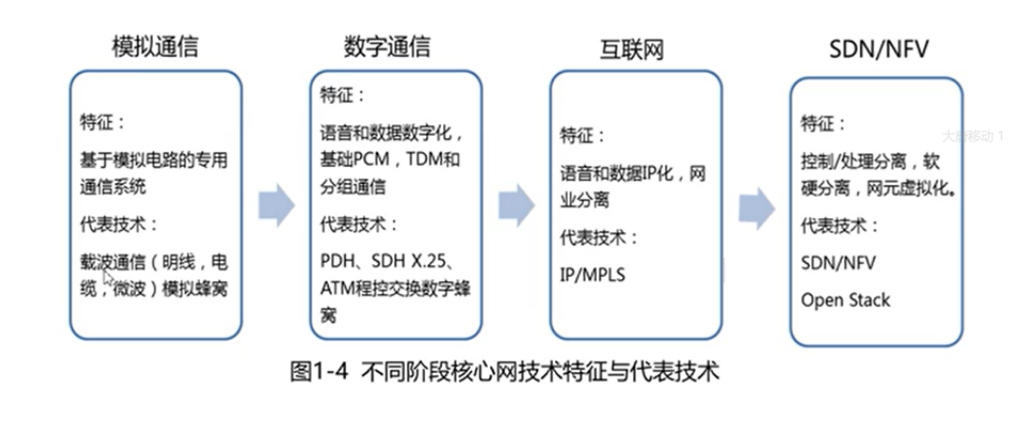 模拟通信
特征：
基于模拟电路的专用
通信系统
代表技术：
载波通信（明线，电
缆，微波）模拟蜂窝
数字通信
特征：
语音和数据数字化，
基础PCM，TDM和
分组通信
代表技术：
PDH、SDH X.25、
ATM程控交换数字蜂
窝
互联网
特征：
语音和数据IP化，网
业分离
代表技术：
IP/MPLS
SDN/NFV
特征：
控制/处理分离，软
硬分离，网元虚拟化。
代表技术：
SDN/NFV
Open Stack
图1-4 不同阶段核心网技术特征与代表技术